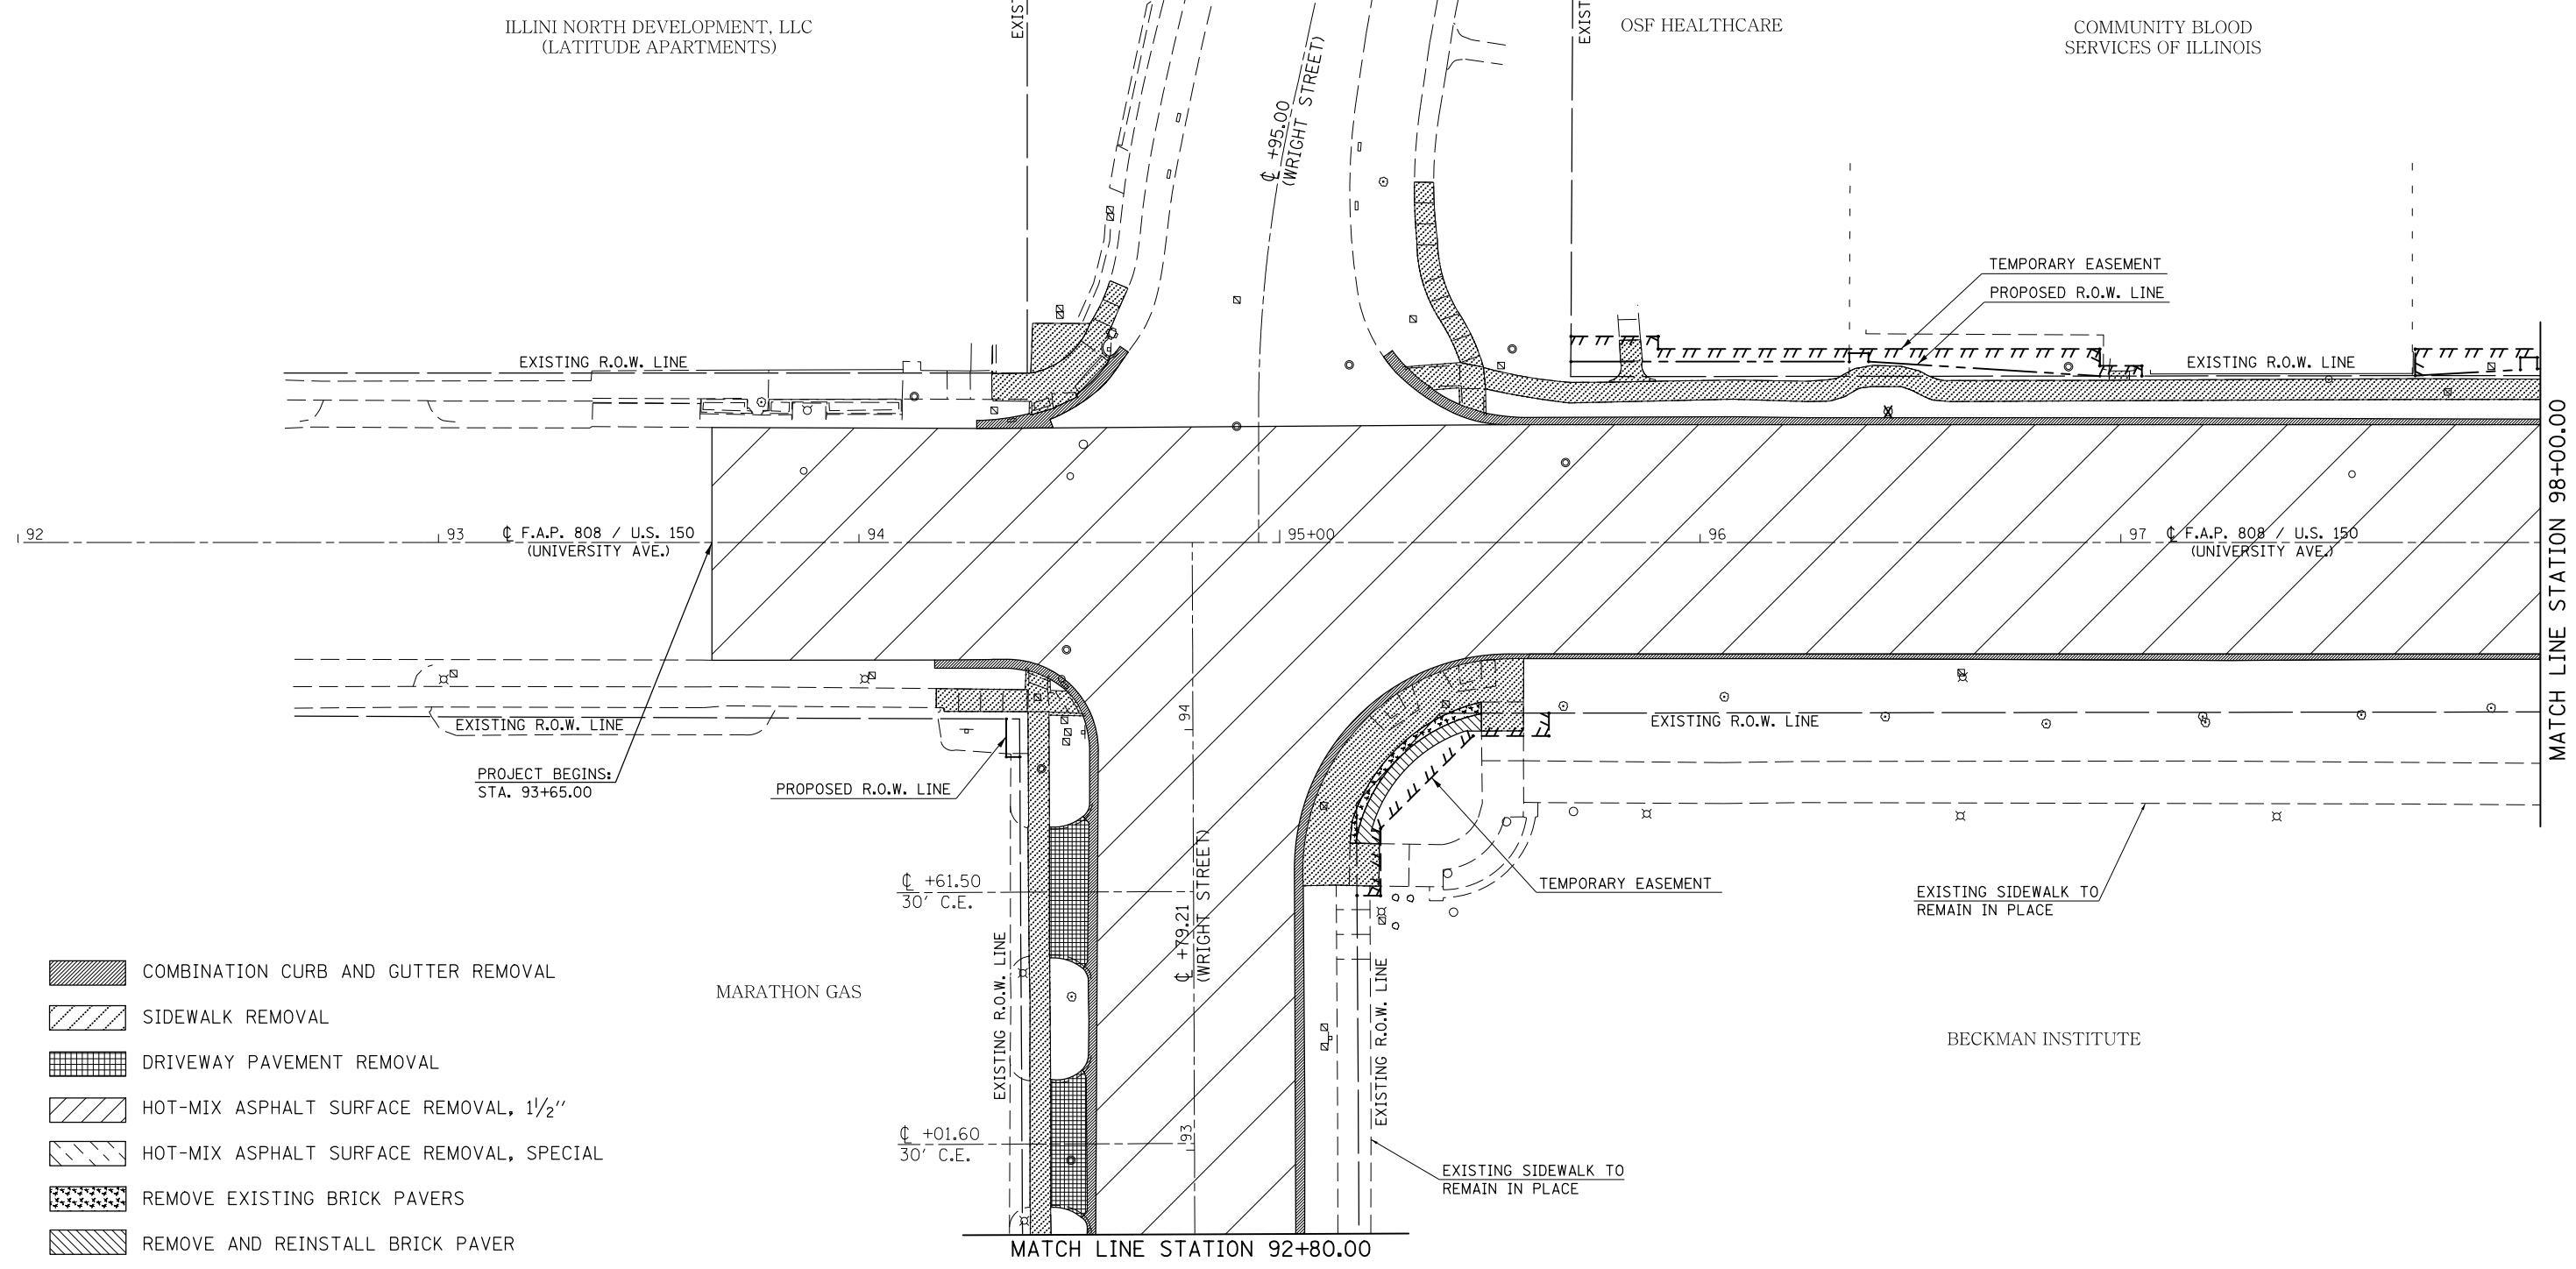 ILLINI NORTH DEVELOPMENT, LLC
(LATITUDE APARTMENTS)
EXIST
EXIST
OSF HEALTHCARE
COMMUNITY BLOOD
SERVICES OF ILLINOIS
℄ +95.00
(WRIGHT STREET)
TEMPORARY EASEMENT
PROPOSED R.O.W. LINE
EXISTING R.O.W. LINE
EXISTING R.O.W. LINE
92
93
℄ F.A.P. 808 / U.S. 150
(UNIVERSITY AVE.)
94
95+00
96
97
℄ F.A.P. 808 / U.S. 150
(UNIVERSITY AVE.)
MATCH LINE STATION 98+00.00
EXISTING R.O.W. LINE
94
EXISTING R.O.W. LINE
PROJECT BEGINS:
STA. 93+65.00
PROPOSED R.O.W. LINE
℄ +61.50
30' C.E.
℄ +79.21
(WRIGHT STREET)
TEMPORARY EASEMENT
EXISTING SIDEWALK TO
REMAIN IN PLACE
EXISTING R.O.W. LINE
EXISTING R.O.W. LINE
MARATHON GAS
BECKMAN INSTITUTE
℄ +01.60
30' C.E.
93
EXISTING SIDEWALK TO
REMAIN IN PLACE
COMBINATION CURB AND GUTTER REMOVAL
SIDEWALK REMOVAL
DRIVEWAY PAVEMENT REMOVAL
HOT-MIX ASPHALT SURFACE REMOVAL, 1½"
HOT-MIX ASPHALT SURFACE REMOVAL, SPECIAL
REMOVE EXISTING BRICK PAVERS
REMOVE AND REINSTALL BRICK PAVER
MATCH LINE STATION 92+80.00